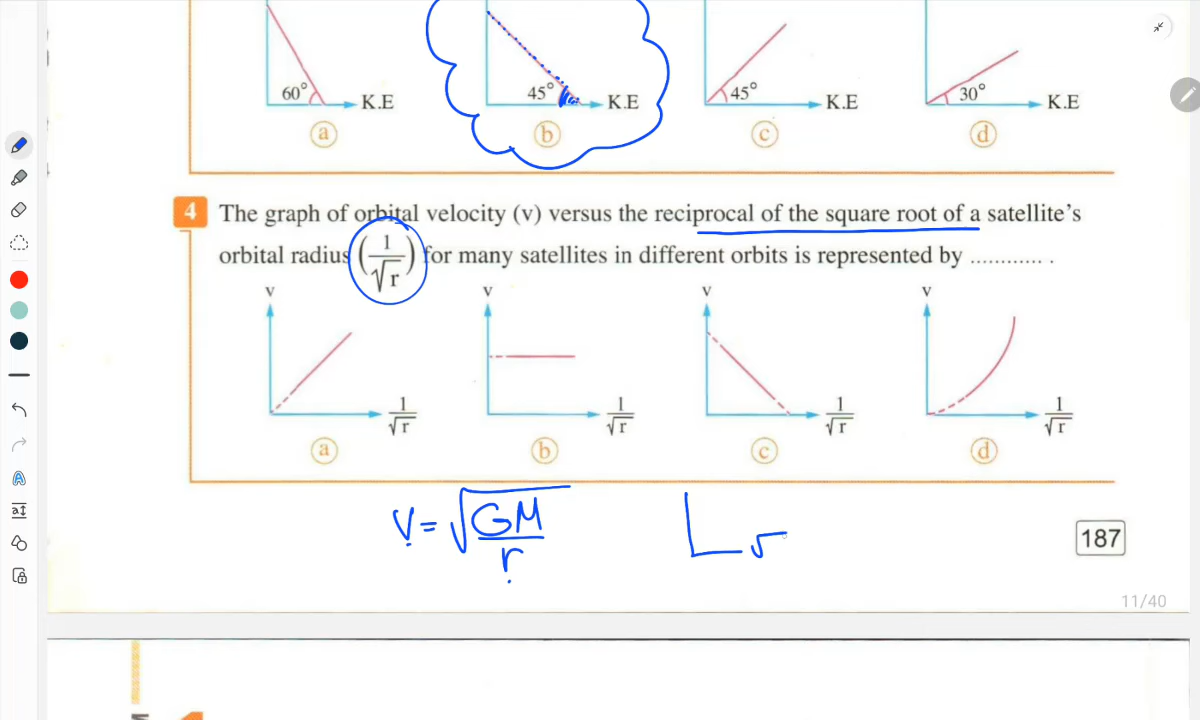 60° K.E 45° K.E 45° K.E 30° K.E
a b c d
4 The graph of orbital velocity (v) versus the reciprocal of the square root of a satellite's
orbital radius (1/√r) for many satellites in different orbits is represented by ............ .
v v v v
1/√r 1/√r 1/√r 1/√r
a b c d
V = √GM/r √
187
11/40